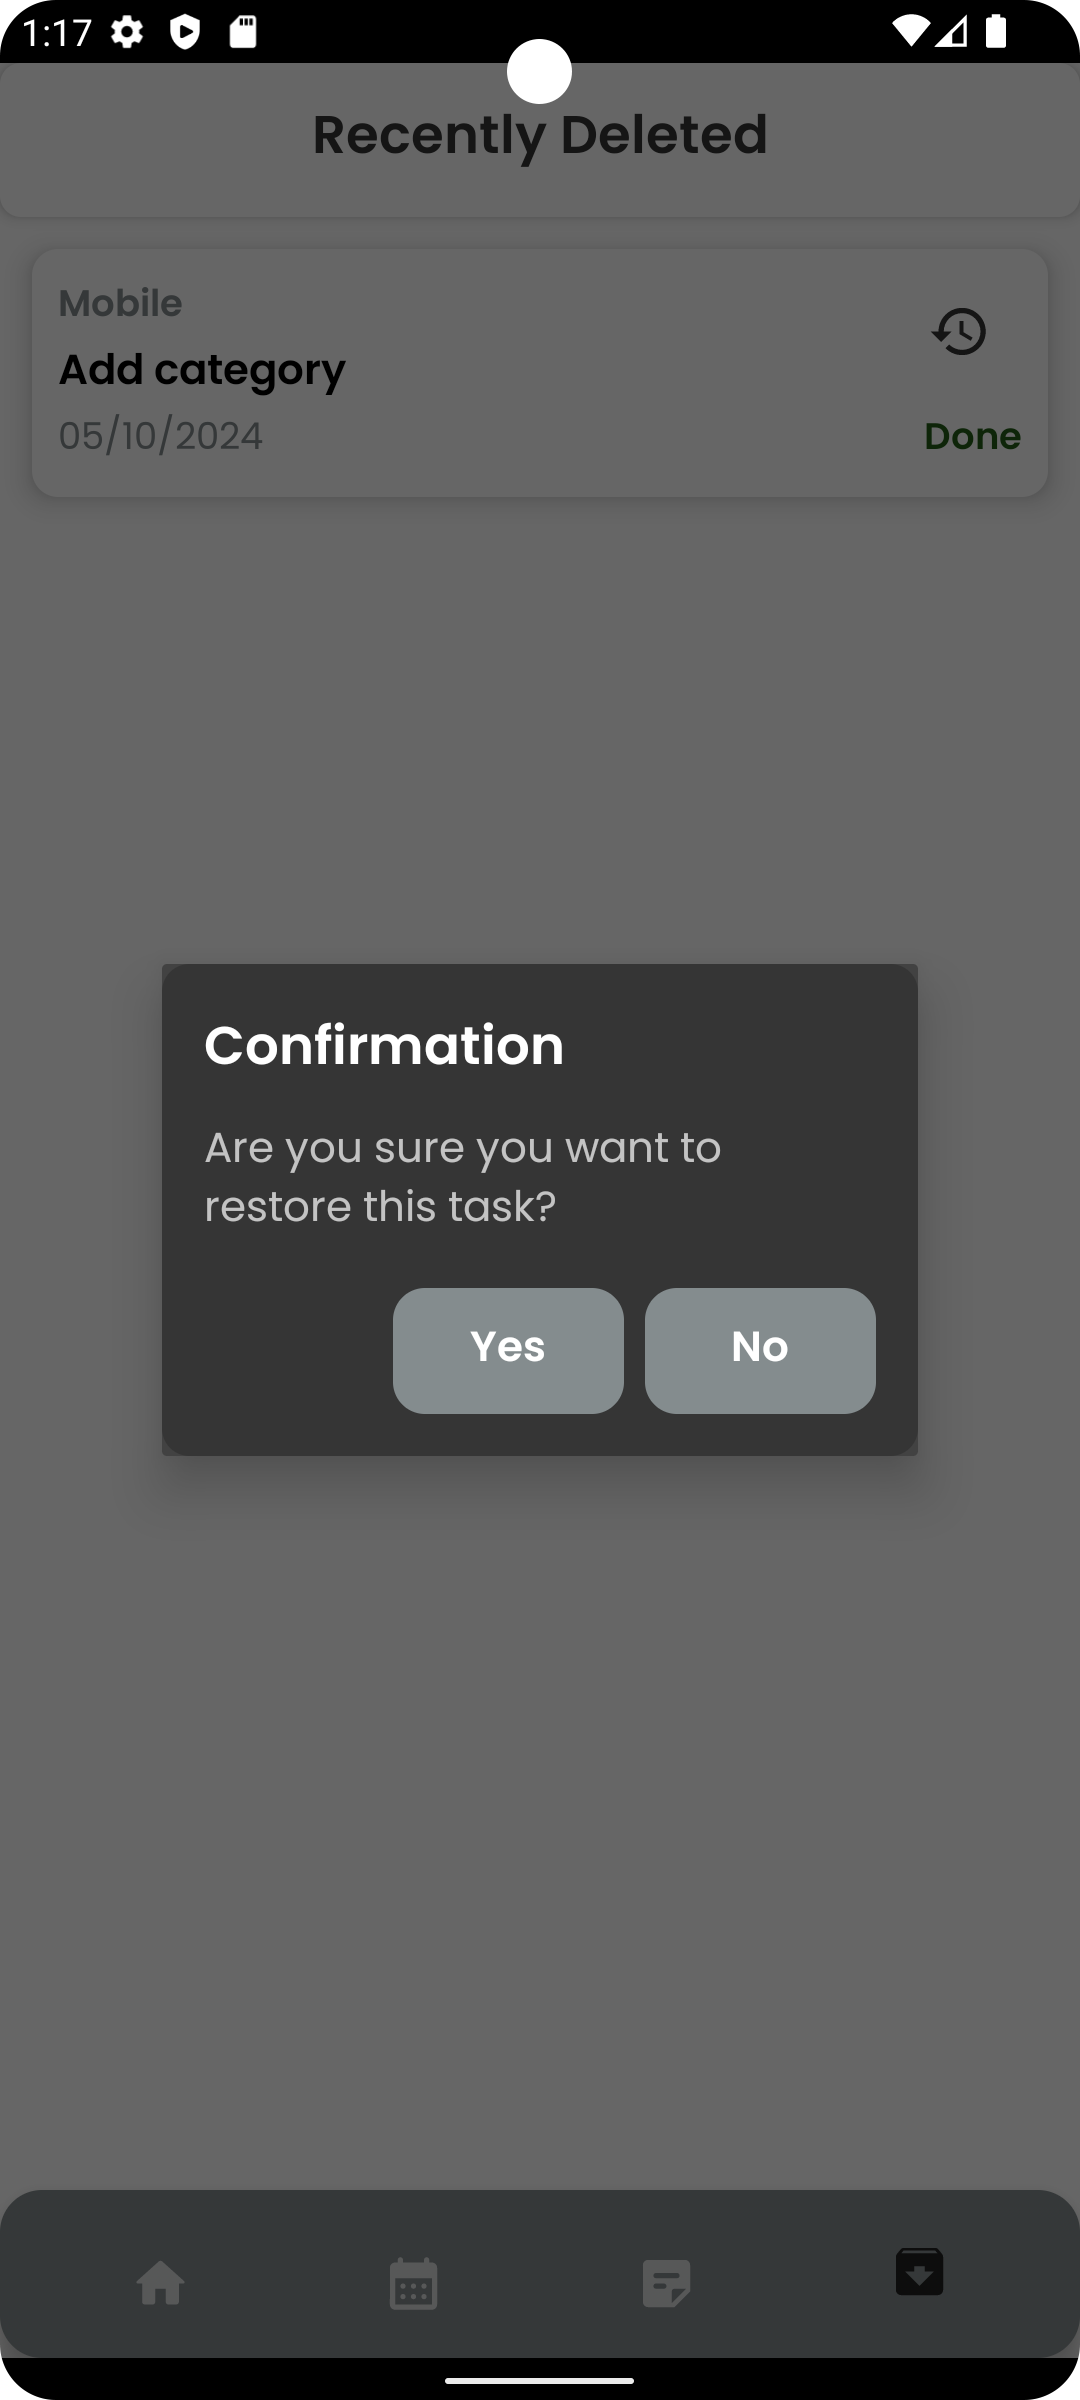 1:17
Recently Deleted
Mobile
Add category
05/10/2024
Done
Confirmation
Are you sure you want to
restore this task?
Yes
No